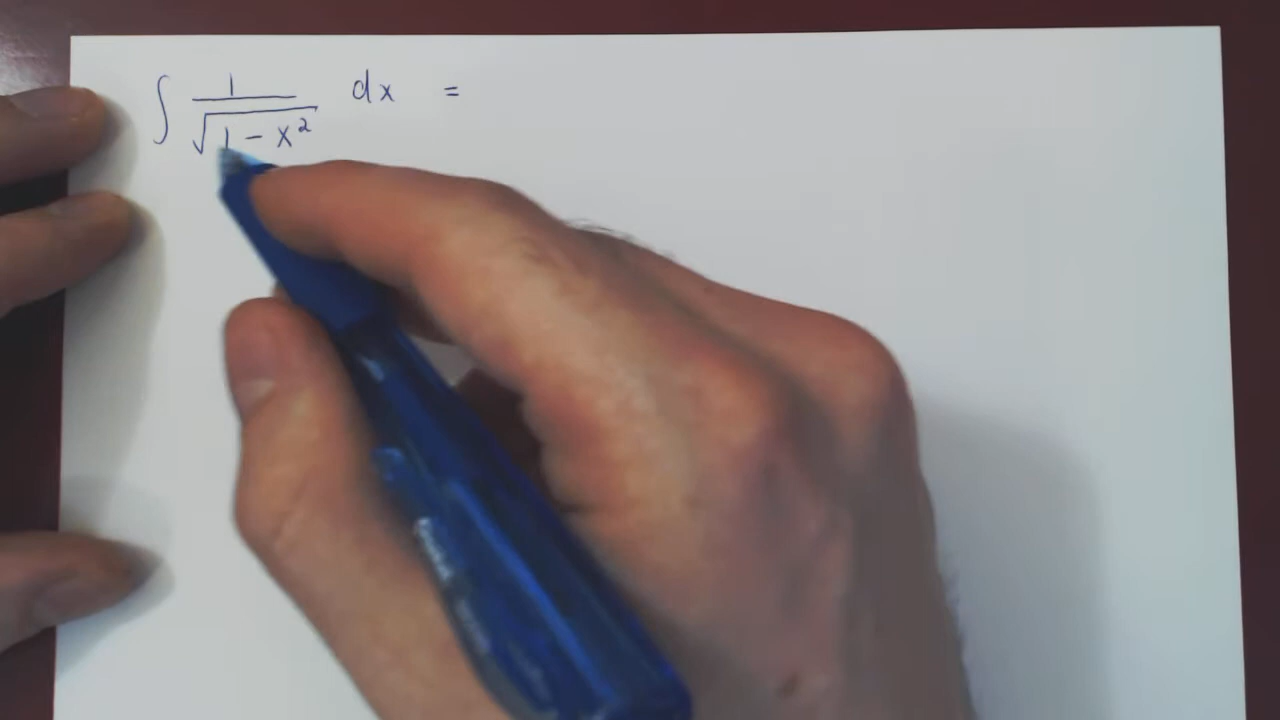 ∫ 1/√(1 - x²) dx =